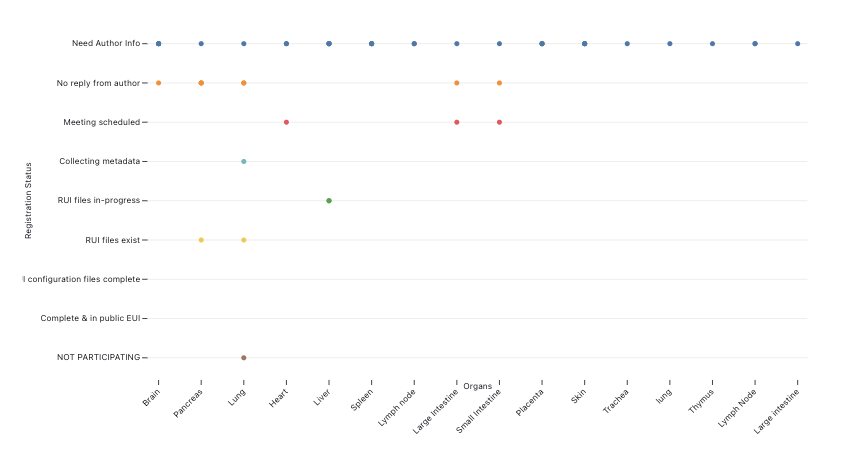 Need Author Info
No reply from author
Meeting scheduled
Collecting metadata
RUI files in-progress
RUI files exist
configuration files complete
Complete & in public EUI
NOT PARTICIPATING
Registration Status
Organs
Brain
Pancreas
Lung
Heart
Liver
Spleen
Lymph node
Large Intestine
Small Intestine
Placenta
Skin
Trachea
lung
Thymus
Lymph Node
Large intestine